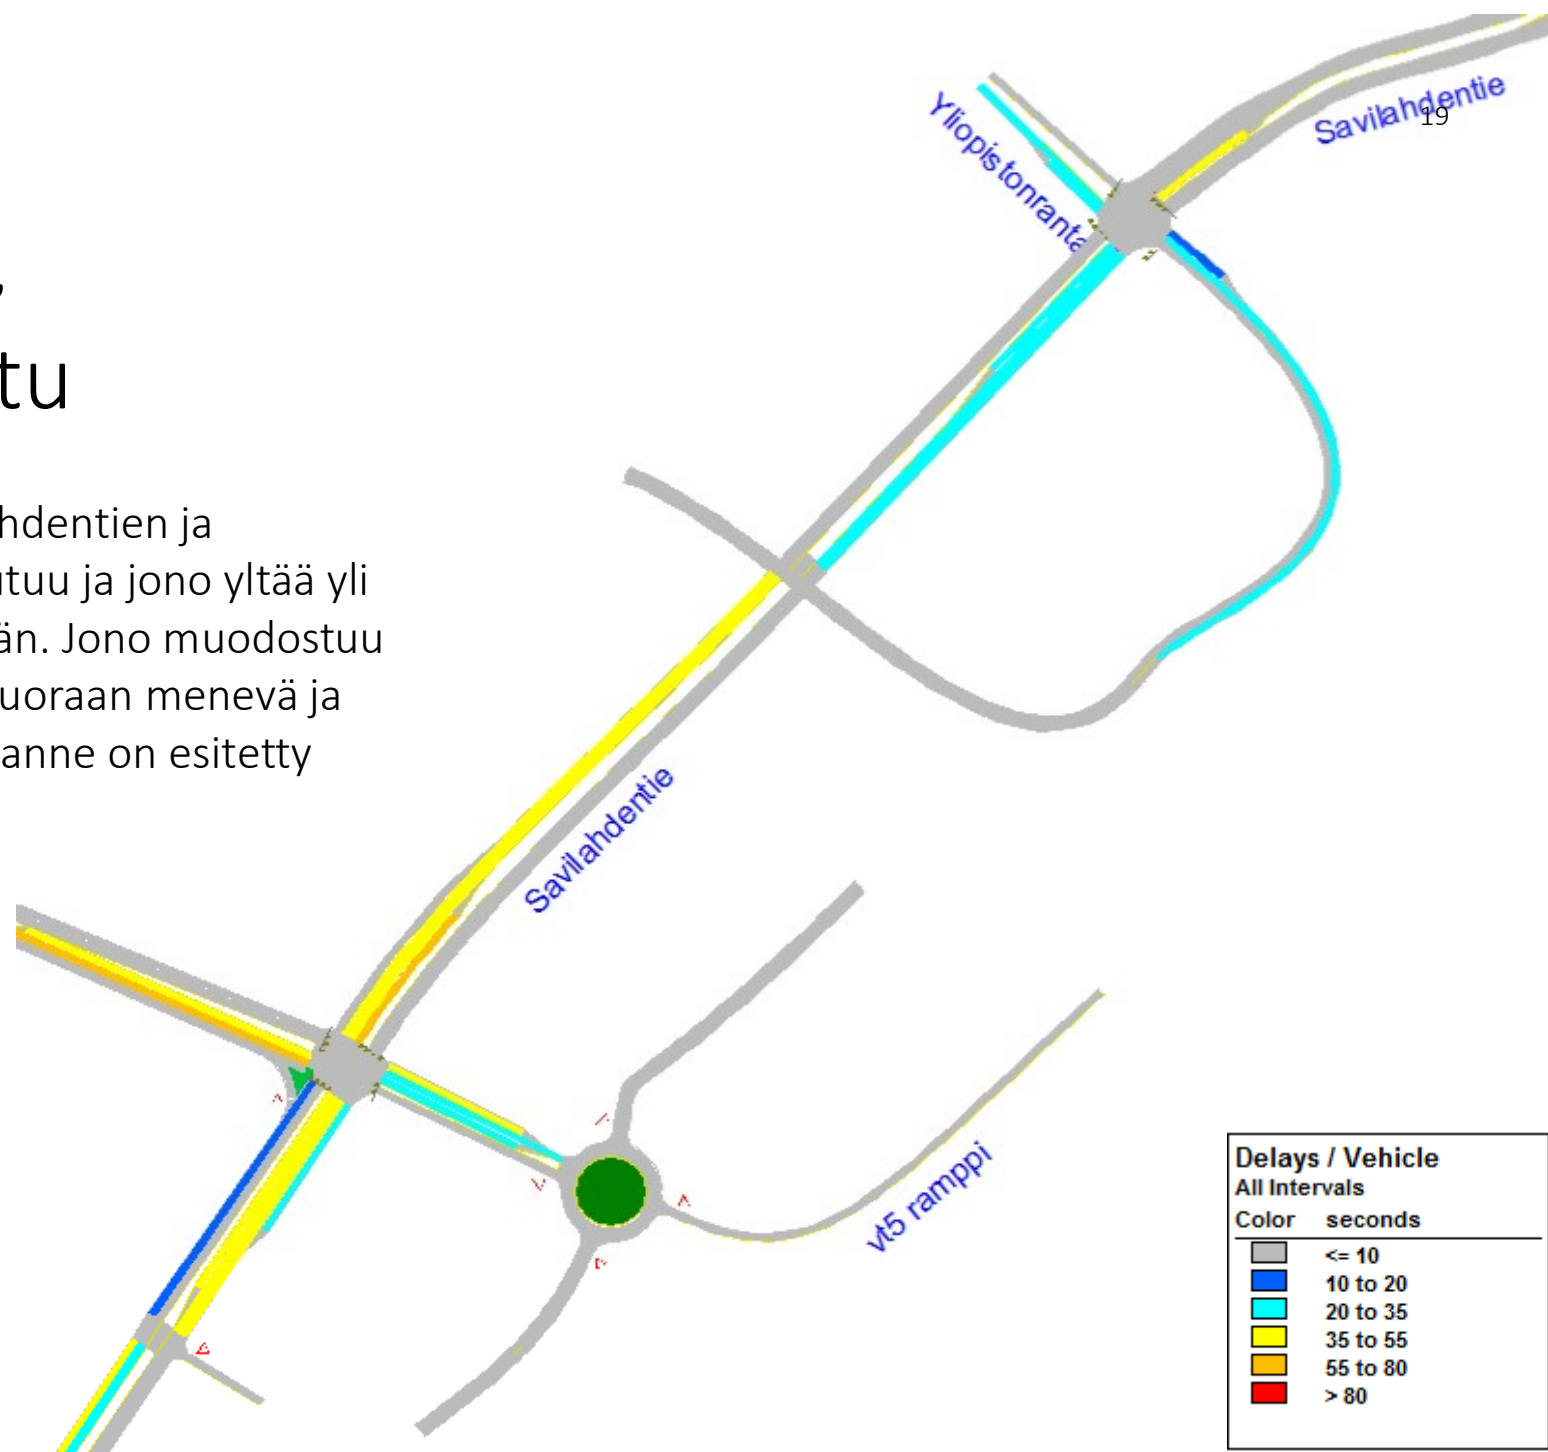 19
,
tu
hdentien ja
utuu ja jono yltää yli
än. Jono muodostuu
uoraan menevä ja
anne on esitetty
Yliopistonranta
Savilahdentie
Savilahdentie
vt5 ramppi
Delays / Vehicle
All Intervals
Color seconds
<= 10
10 to 20
20 to 35
35 to 55
55 to 80
> 80